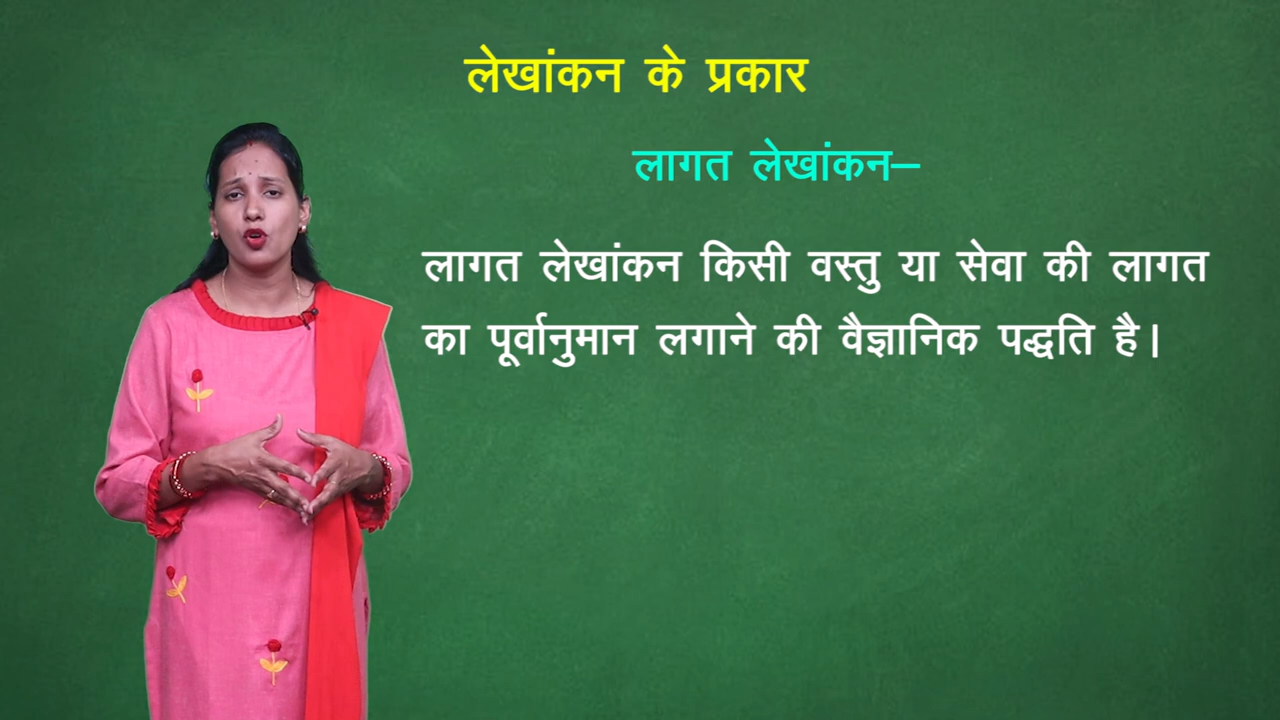 लेखांकन के प्रकार
लागत लेखांकन–
लागत लेखांकन किसी वस्तु या सेवा की लागत
का पूर्वानुमान लगाने की वैज्ञानिक पद्धति है।